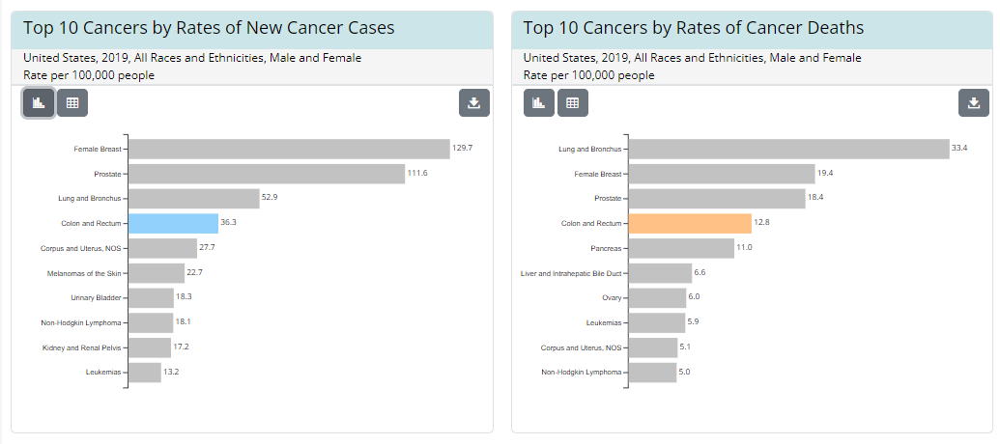 Top 10 Cancers by Rates of New Cancer Cases
United States, 2019, All Races and Ethnicities, Male and Female
Rate per 100,000 people
Female Breast 129.7
Prostate 111.6
Lung and Bronchus 52.9
Colon and Rectum 36.3
Corpus and Uterus, NOS 27.7
Melanomas of the Skin 22.7
Urinary Bladder 18.3
Non-Hodgkin Lymphoma 18.1
Kidney and Renal Pelvis 17.2
Leukemias 13.2
Top 10 Cancers by Rates of Cancer Deaths
United States, 2019, All Races and Ethnicities, Male and Female
Rate per 100,000 people
Lung and Bronchus 33.4
Female Breast 19.4
Prostate 18.4
Colon and Rectum 12.8
Pancreas 11.0
Liver and Intrahepatic Bile Duct 6.6
Ovary 6.0
Leukemias 5.9
Corpus and Uterus, NOS 5.1
Non-Hodgkin Lymphoma 5.0